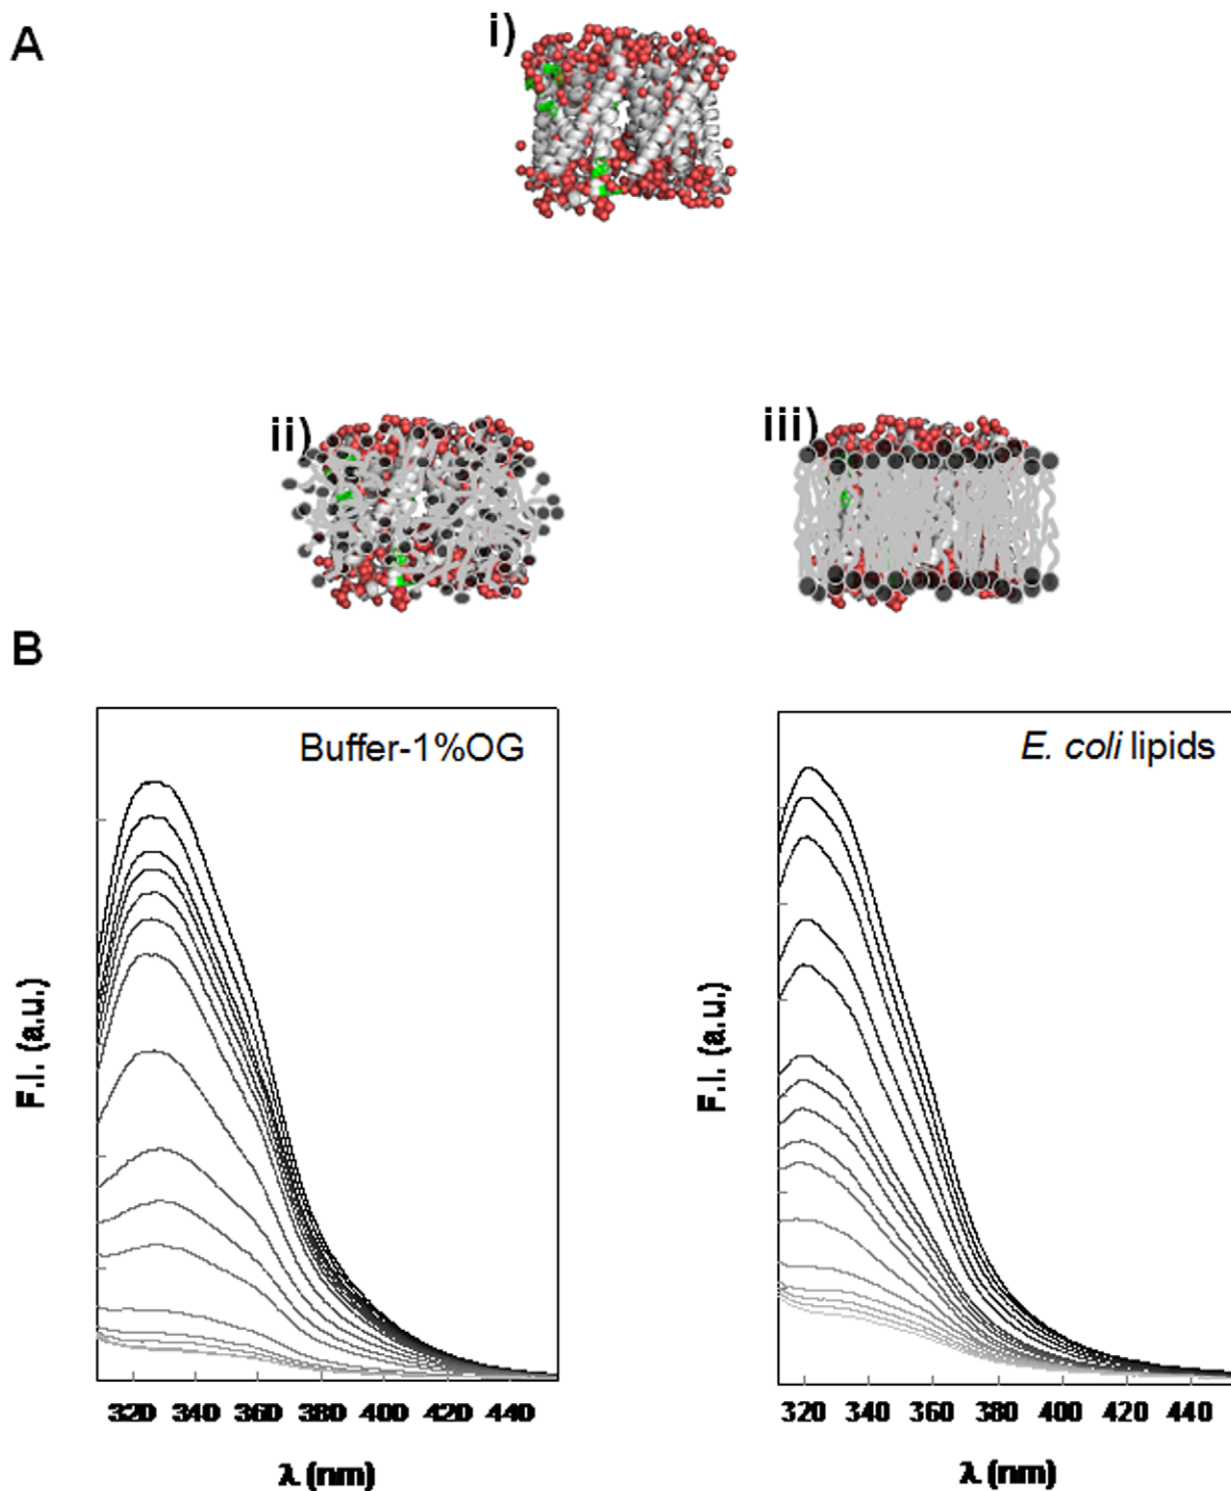 A
i)
ii)
iii)
B
Buffer-1%OG
E. coli lipids
F.I. (a.u.)
F.I. (a.u.)
320 340 360 380 400 420 440
320 340 360 380 400 420 440
λ (nm)
λ (nm)